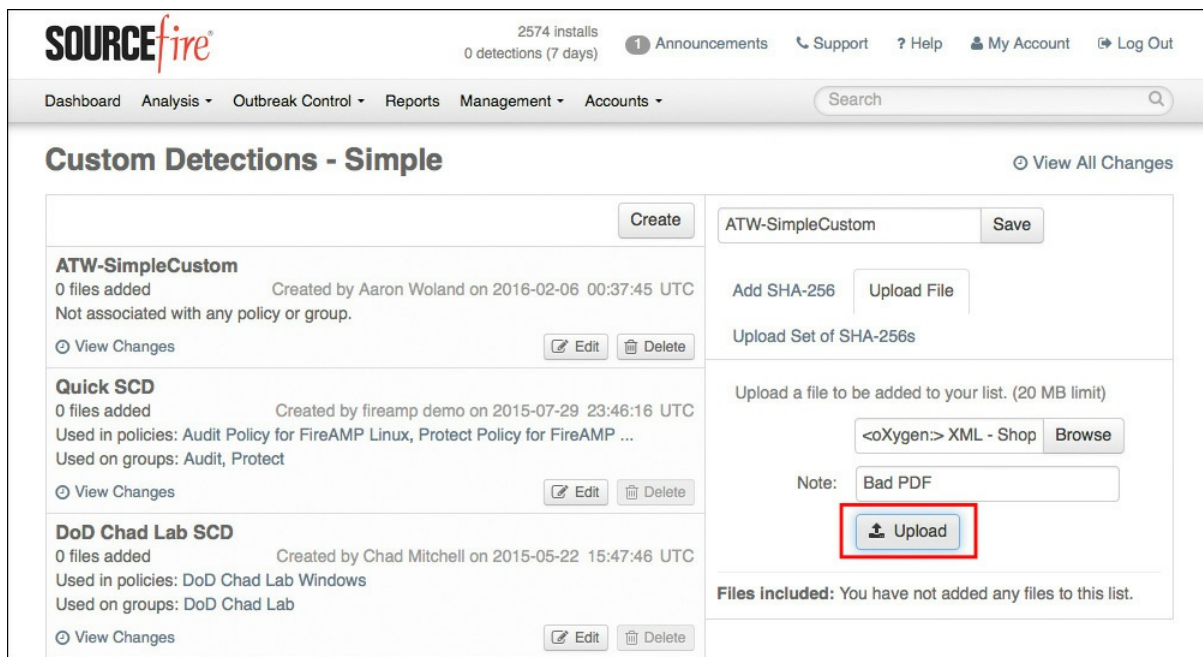 SOURCEfire®
2574 installs
0 detections (7 days)
1 Announcements
Support
? Help
My Account
Log Out
Dashboard
Analysis
Outbreak Control
Reports
Management
Accounts
Search
Custom Detections - Simple
View All Changes
Create
ATW-SimpleCustom
0 files added
Created by Aaron Woland on 2016-02-06 00:37:45 UTC
Not associated with any policy or group.
View Changes
Edit
Delete
Quick SCD
0 files added
Created by fireamp demo on 2015-07-29 23:46:16 UTC
Used in policies: Audit Policy for FireAMP Linux, Protect Policy for FireAMP ...
Used on groups: Audit, Protect
View Changes
Edit
Delete
DoD Chad Lab SCD
0 files added
Created by Chad Mitchell on 2015-05-22 15:47:46 UTC
Used in policies: DoD Chad Lab Windows
Used on groups: DoD Chad Lab
View Changes
Edit
Delete
ATW-SimpleCustom
Save
Add SHA-256
Upload File
Upload Set of SHA-256s
Upload a file to be added to your list. (20 MB limit)
<oXygen:> XML - Shop
Browse
Note:
Bad PDF
Upload
Files included: You have not added any files to this list.